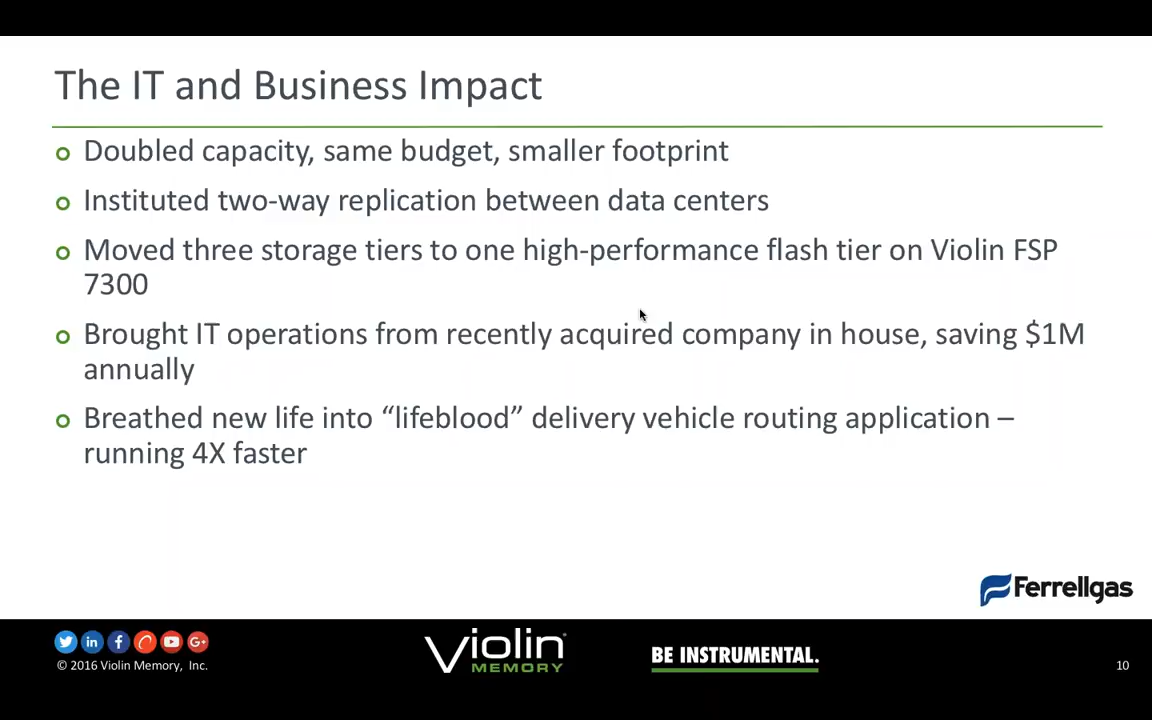 The IT and Business Impact
Doubled capacity, same budget, smaller footprint
Instituted two-way replication between data centers
Moved three storage tiers to one high-performance flash tier on Violin FSP
7300
Brought IT operations from recently acquired company in house, saving $1M
annually
Breathed new life into “lifeblood” delivery vehicle routing application –
running 4X faster
Ferrellgas
© 2016 Violin Memory, Inc.
Violin
MEMORY
BE INSTRUMENTAL.
10